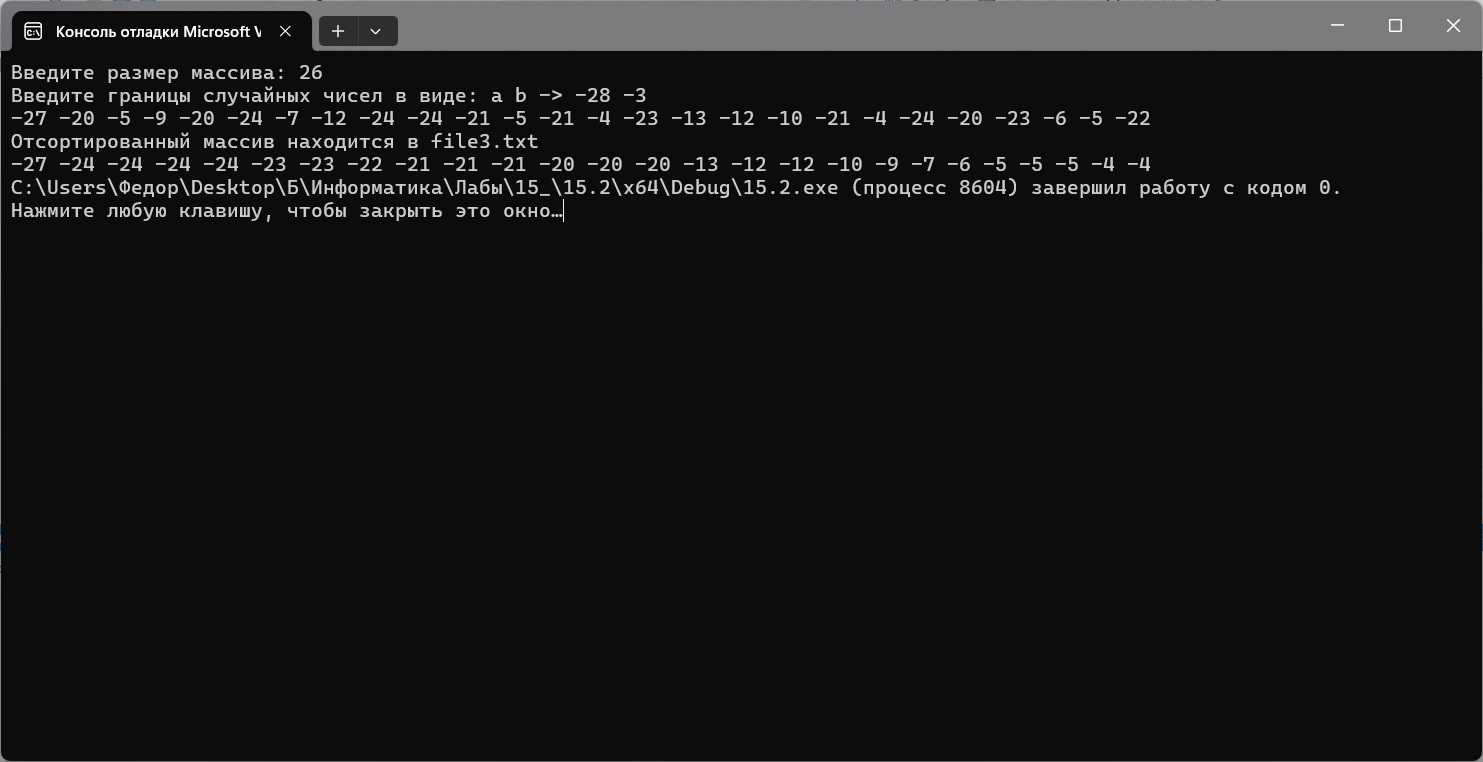 Консоль отладки Microsoft V
Введите размер массива: 26
Введите границы случайных чисел в виде: a b -> -28 -3
-27 -20 -5 -9 -20 -24 -7 -12 -24 -24 -21 -5 -21 -4 -23 -13 -12 -10 -21 -4 -24 -20 -23 -6 -5 -22
Отсортированный массив находится в file3.txt
-27 -24 -24 -24 -24 -23 -23 -22 -21 -21 -21 -20 -20 -20 -13 -12 -12 -10 -9 -7 -6 -5 -5 -5 -4 -4
C:\Users\Федор\Desktop\Б\Информатика\Лабы\15_\15.2\x64\Debug\15.2.exe (процесс 8604) завершил работу с кодом 0.
Нажмите любую клавишу, чтобы закрыть это окно…